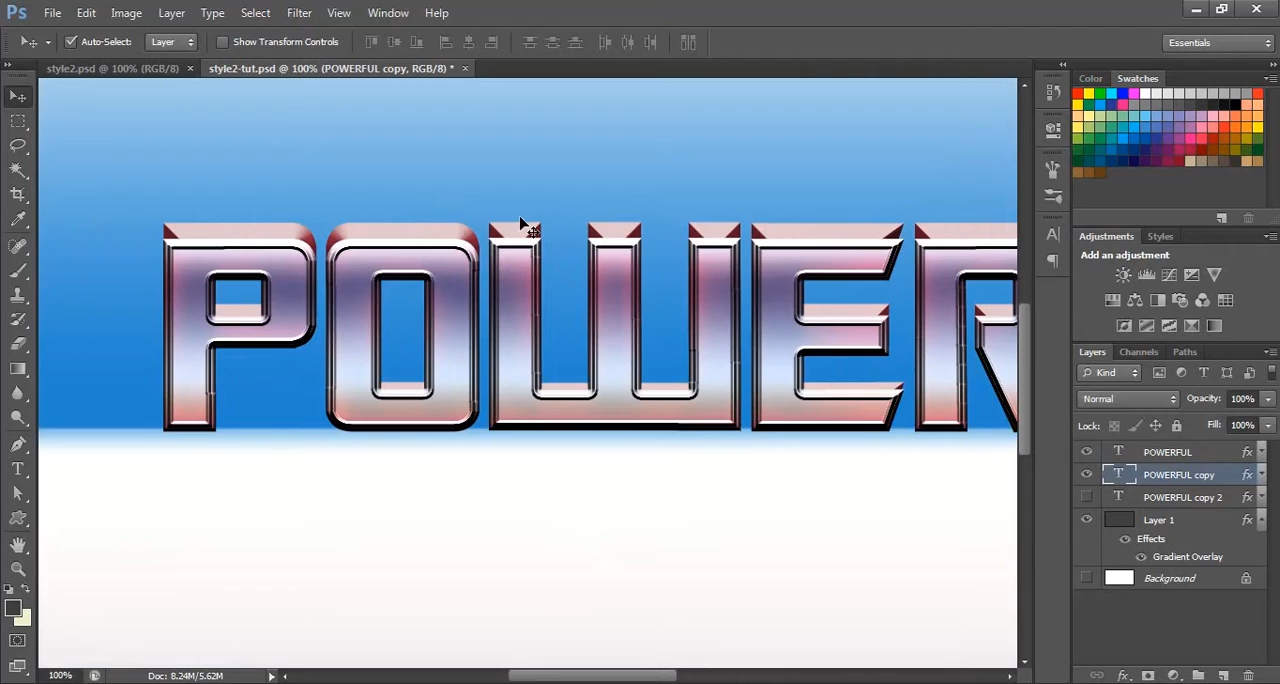 Ps File Edit Image Layer Type Select Filter View Window Help
Auto-Select: Layer Show Transform Controls Essentials
style2.psd @ 100% (RGB/8) × style2-tut.psd @ 100% (POWERFUL copy, RGB/8) * ×
Color Swatches
POWER
Adjustments Styles
Add an adjustment
Layers Channels Paths
Kind
Normal Opacity: 100%
Lock: Fill: 100%
T POWERFUL fx
T POWERFUL copy fx
T POWERFUL copy 2 fx
Layer 1 fx
Effects
Gradient Overlay
Background
100% Doc: 8.24M/5.62M